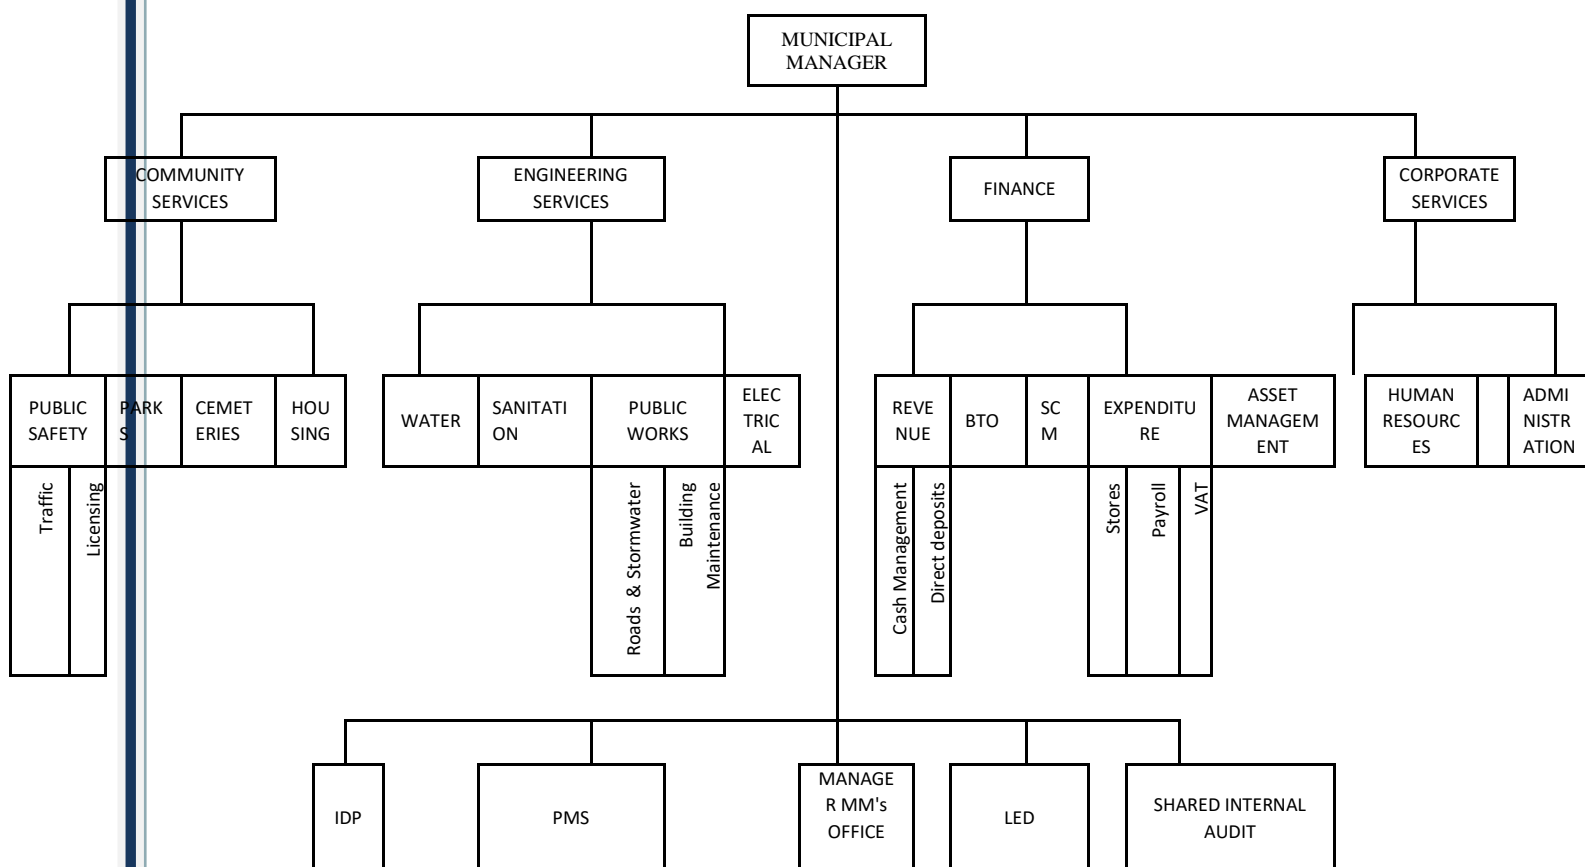 MUNICIPAL
MANAGER
COMMUNITY
SERVICES
ENGINEERING
SERVICES
FINANCE
CORPORATE
SERVICES
PUBLIC
SAFETY
PARK
S
CEMET
ERIES
HOU
SING
WATER
SANITATI
ON
PUBLIC
WORKS
ELEC
TRIC
AL
REVE
NUE
BTO
SC
M
EXPENDITU
RE
ASSET
MANAGEM
ENT
HUMAN
RESOURC
ES
ADMI
NISTR
ATION
Traffic
Licensing
Roads & Stormwater
Building
Maintenance
Cash Management
Direct deposits
Stores
Payroll
VAT
IDP
PMS
MANAGE
R MM's
OFFICE
LED
SHARED INTERNAL
AUDIT